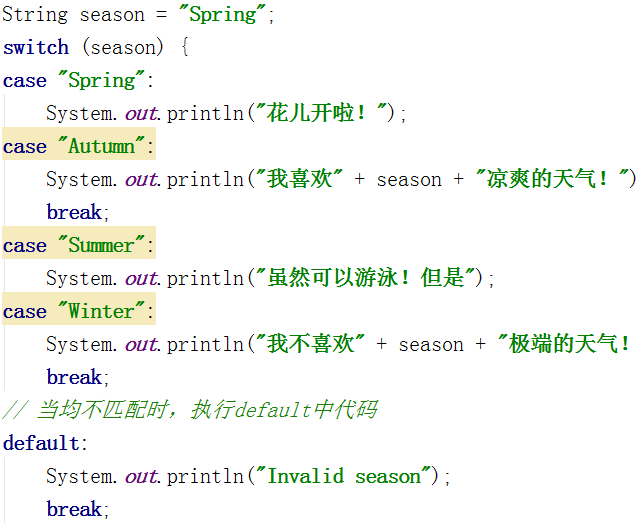 String season = "Spring";
switch (season) {
case "Spring":
System.out.println("花儿开啦！");
case "Autumn":
System.out.println("我喜欢" + season + "凉爽的天气！")
break;
case "Summer":
System.out.println("虽然可以游泳！但是");
case "Winter":
System.out.println("我不喜欢" + season + "极端的天气！
break;
// 当均不匹配时，执行default中代码
default:
System.out.println("Invalid season");
break;